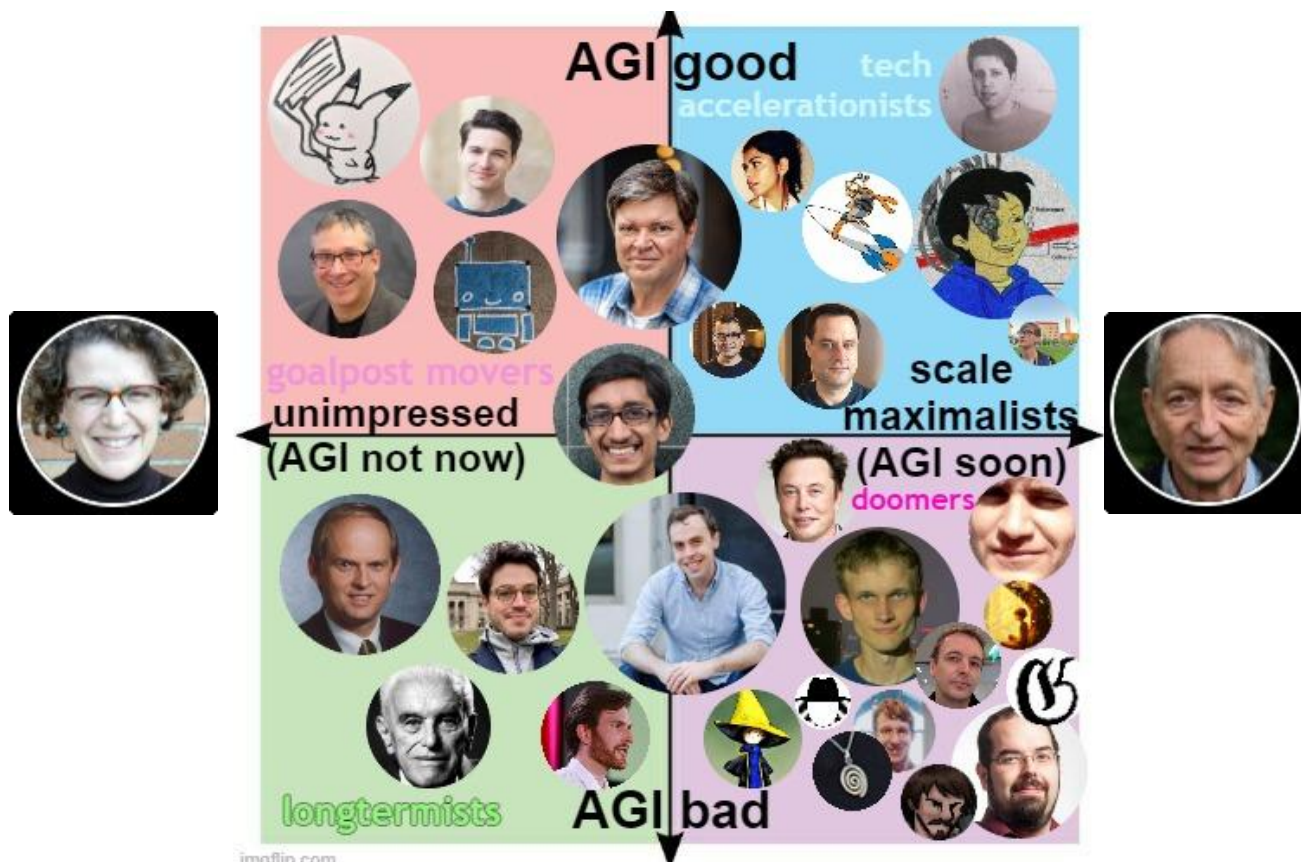 AGI good
tech
accelerationists
goalpost movers
unimpressed
(AGI not now)
scale
maximalists
(AGI soon)
doomers
longtermists
AGI bad
imgflip.com